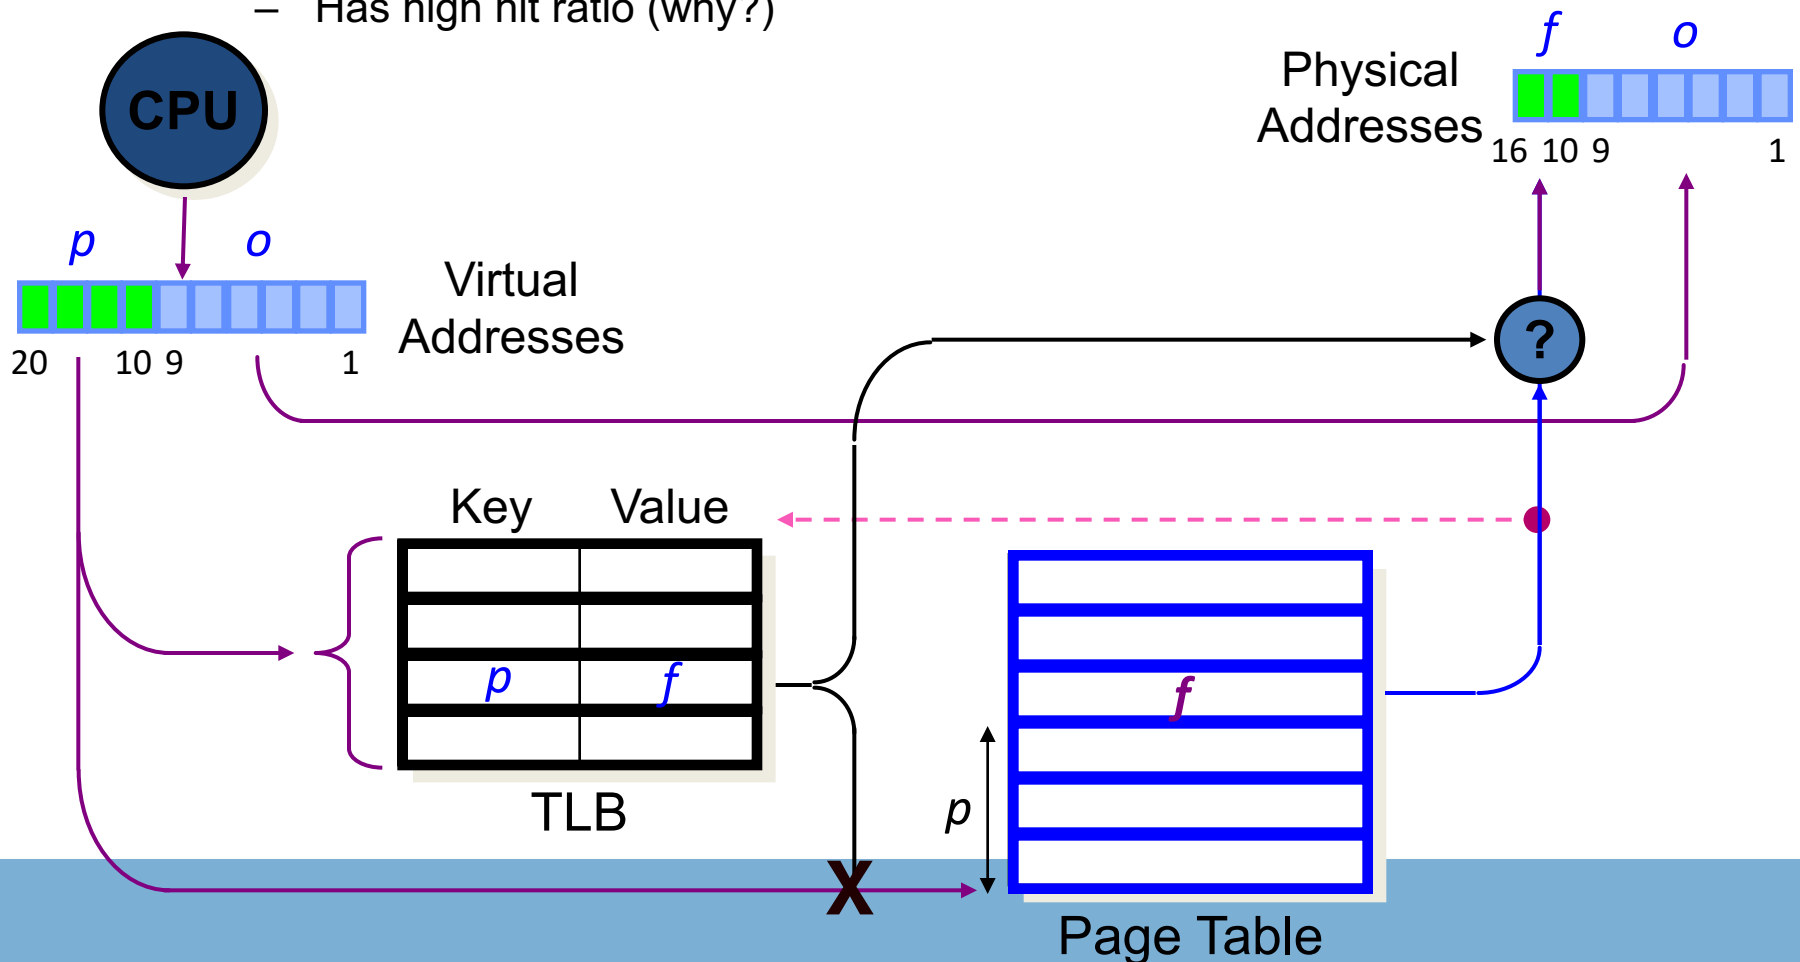 – Has high hit ratio (why?)
CPU
f o
Physical
Addresses
16 10 9 1
p o
Virtual
Addresses
20 10 9 1
?
Key Value
p f
TLB
f
p
X
Page Table